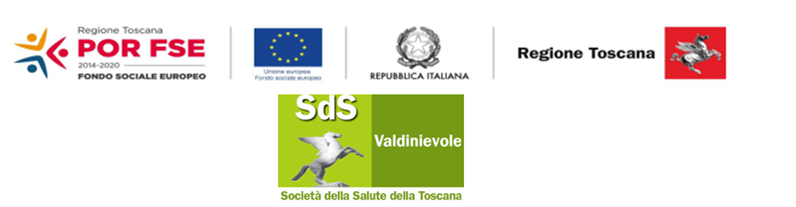 Regione Toscana
POR FSE
2014-2020
FONDO SOCIALE EUROPEO
Unione europea
Fondo sociale europeo
REPUBBLICA ITALIANA
Regione Toscana
SdS
Valdinievole
Società della Salute della Toscana